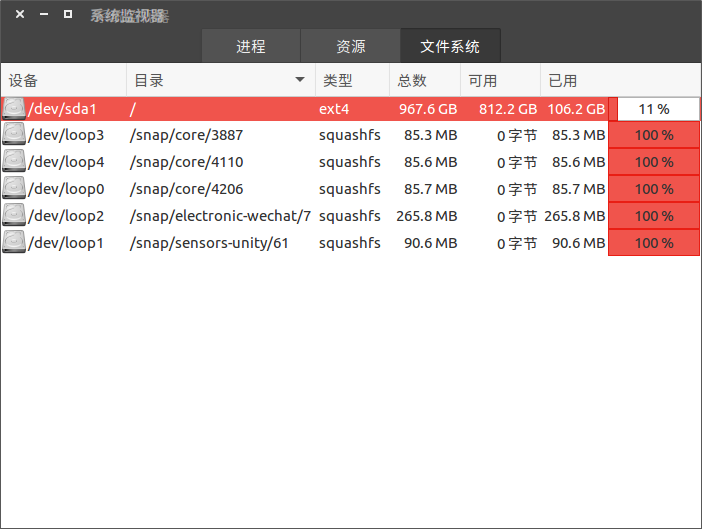 系统监视器
进程 资源 文件系统
设备 目录 类型 总数 可用 已用
/dev/sda1 / ext4 967.6 GB 812.2 GB 106.2 GB 11 %
/dev/loop3 /snap/core/3887 squashfs 85.3 MB 0 字节 85.3 MB 100 %
/dev/loop4 /snap/core/4110 squashfs 85.6 MB 0 字节 85.6 MB 100 %
/dev/loop0 /snap/core/4206 squashfs 85.7 MB 0 字节 85.7 MB 100 %
/dev/loop2 /snap/electronic-wechat/7 squashfs 265.8 MB 0 字节 265.8 MB 100 %
/dev/loop1 /snap/sensors-unity/61 squashfs 90.6 MB 0 字节 90.6 MB 100 %